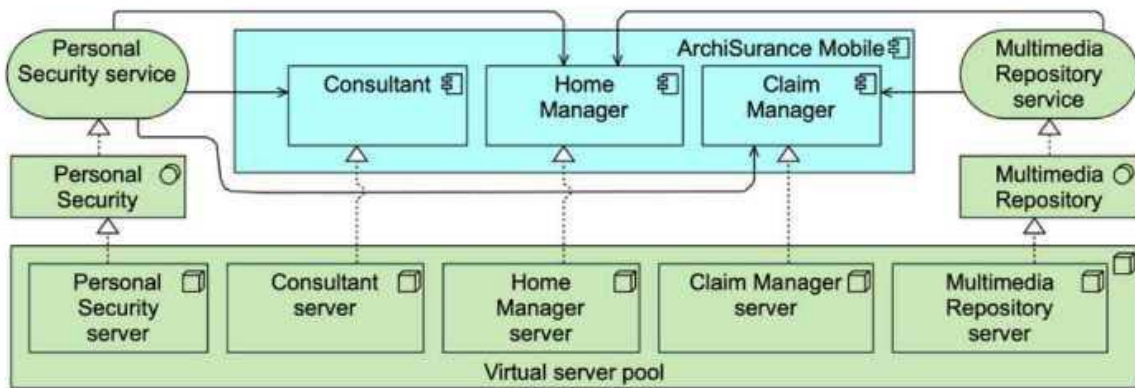 Personal
Security service
ArchiSurance Mobile
Multimedia
Repository
service
Consultant
Home
Manager
Claim
Manager
Personal
Security
Multimedia
Repository
Personal
Security
server
Consultant
server
Home
Manager
server
Claim Manager
server
Multimedia
Repository
server
Virtual server pool